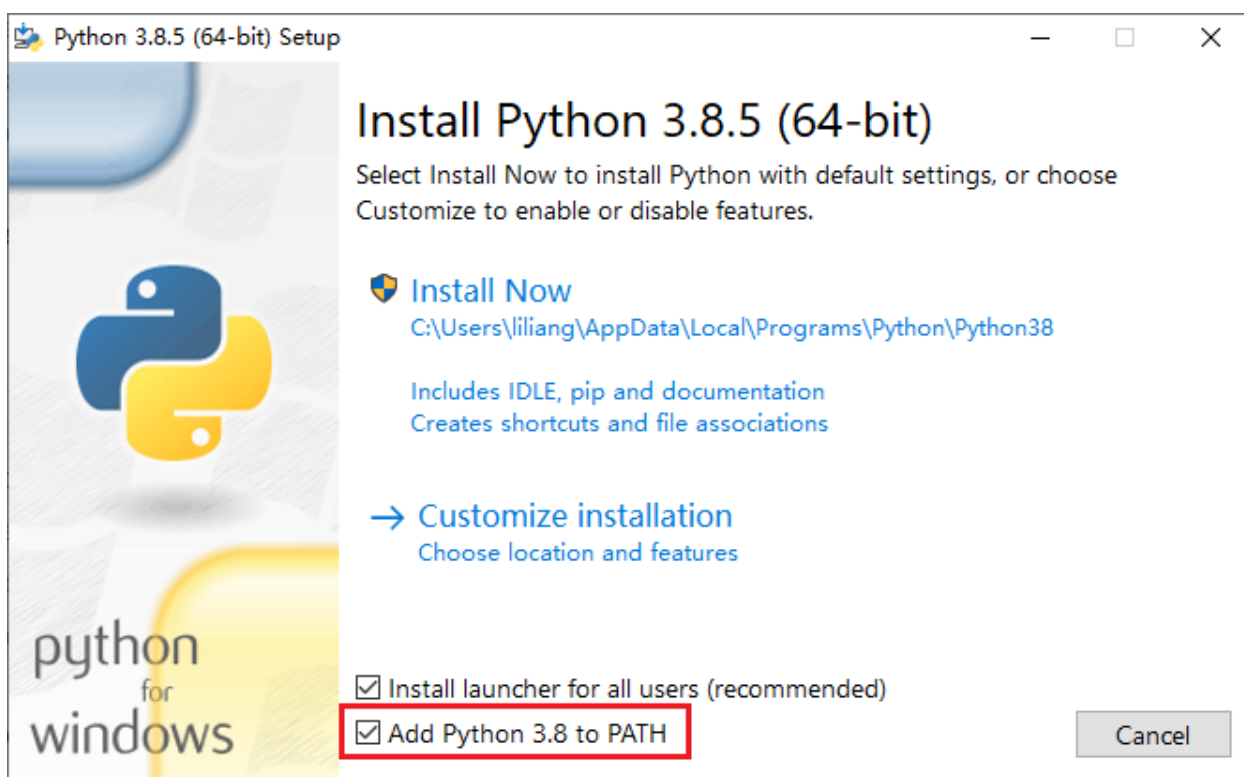 Python 3.8.5 (64-bit) Setup
Install Python 3.8.5 (64-bit)
Select Install Now to install Python with default settings, or choose
Customize to enable or disable features.
Install Now
C:\Users\liliang\AppData\Local\Programs\Python\Python38
Includes IDLE, pip and documentation
Creates shortcuts and file associations
Customize installation
Choose location and features
python
for
windows
Install launcher for all users (recommended)
Add Python 3.8 to PATH
Cancel